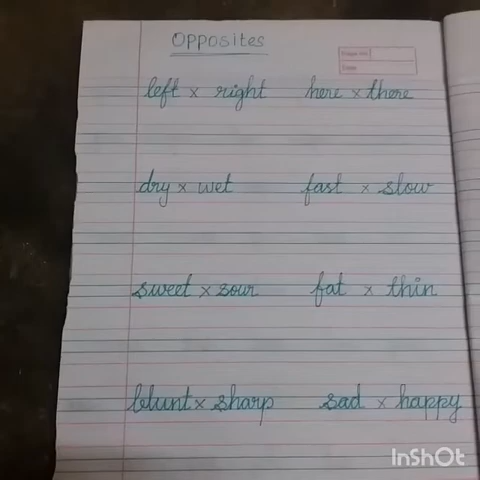 OPPOSITES
left × right here × there
dry × wet fast × slow
sweet × sour fat × thin
blunt × sharp sad × happy
InShOt